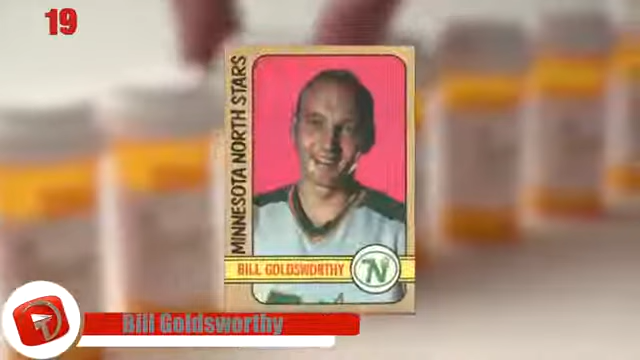 19
MINNESOTA NORTH STARS
BILL GOLDSWORTHY
N
Bill Goldsworthy